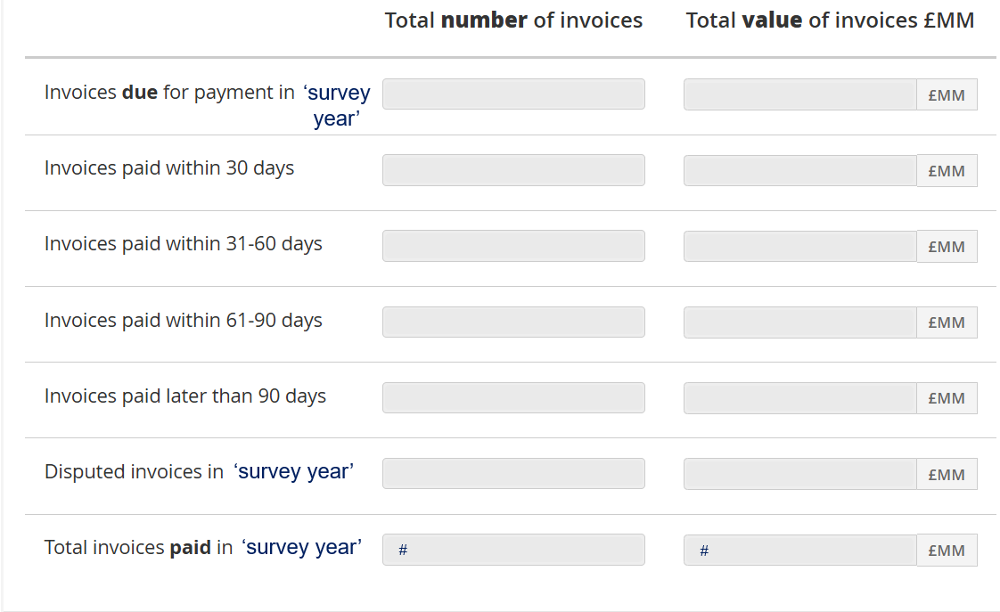 Total number of invoices Total value of invoices £MM
Invoices due for payment in ‘survey
year’
£MM
Invoices paid within 30 days £MM
Invoices paid within 31-60 days £MM
Invoices paid within 61-90 days £MM
Invoices paid later than 90 days £MM
Disputed invoices in ‘survey year’ £MM
Total invoices paid in ‘survey year’ # # £MM